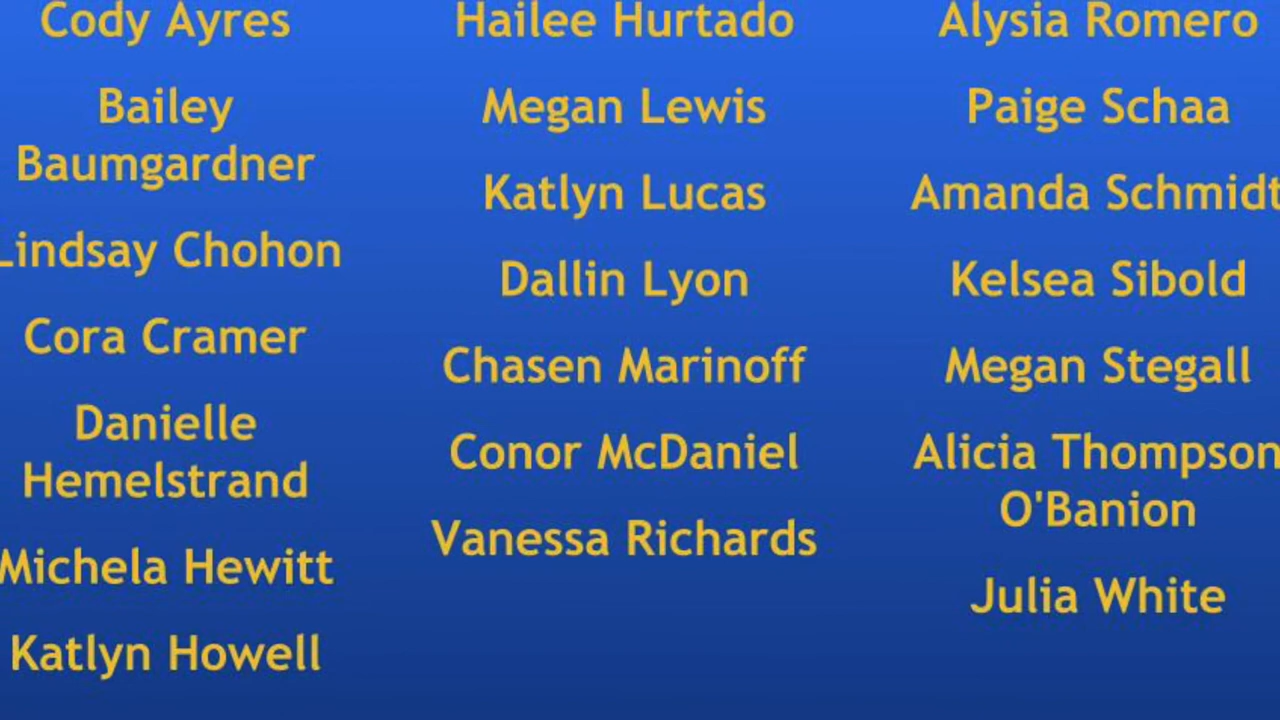 Cody Ayres
Bailey
Baumgardner
Lindsay Chohon
Cora Cramer
Danielle
Hemelstrand
Michela Hewitt
Katlyn Howell
Hailee Hurtado
Megan Lewis
Katlyn Lucas
Dallin Lyon
Chasen Marinoff
Conor McDaniel
Vanessa Richards
Alysia Romero
Paige Schaa
Amanda Schmidt
Kelsea Sibold
Megan Stegall
Alicia Thompson
O'Banion
Julia White